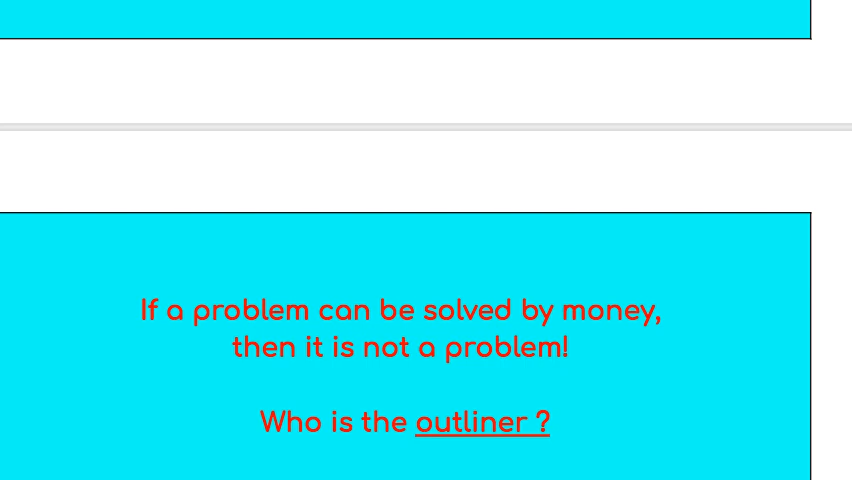 If a problem can be solved by money,
then it is not a problem!
Who is the outliner ?